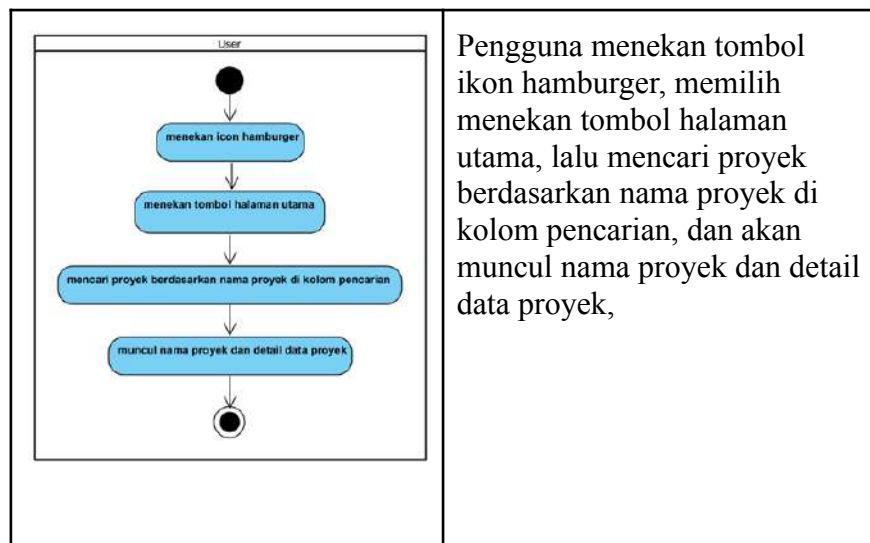 User
menekan icon hamburger
menekan tombol halaman utama
mencari proyek berdasarkan nama proyek di kolom pencarian
muncul nama proyek dan detail data proyek
Pengguna menekan tombol
ikon hamburger, memilih
menekan tombol halaman
utama, lalu mencari proyek
berdasarkan nama proyek di
kolom pencarian, dan akan
muncul nama proyek dan detail
data proyek,